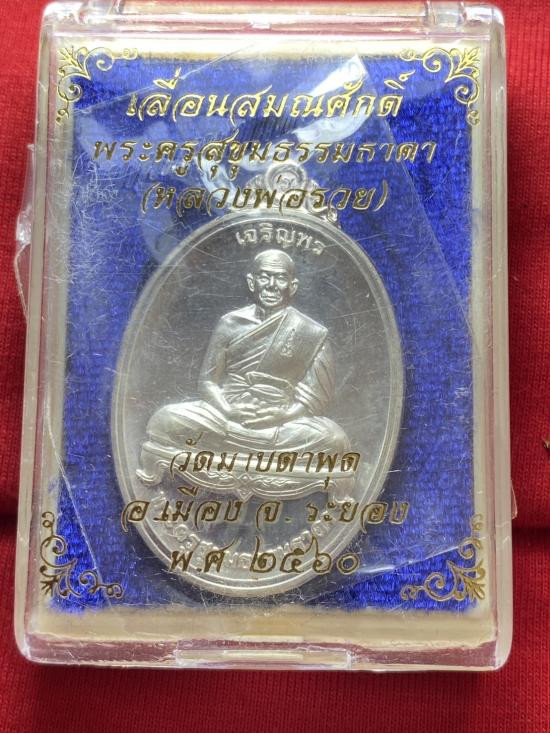 เลื่อนสมณศักดิ์
พระครูสุขุมธรรมธาดา
(หลวงพ่อรวย)
เจริญพร
วัดมาบตาพุด
อ.เมือง จ.ระยอง
พ.ศ ๒๕๖๐